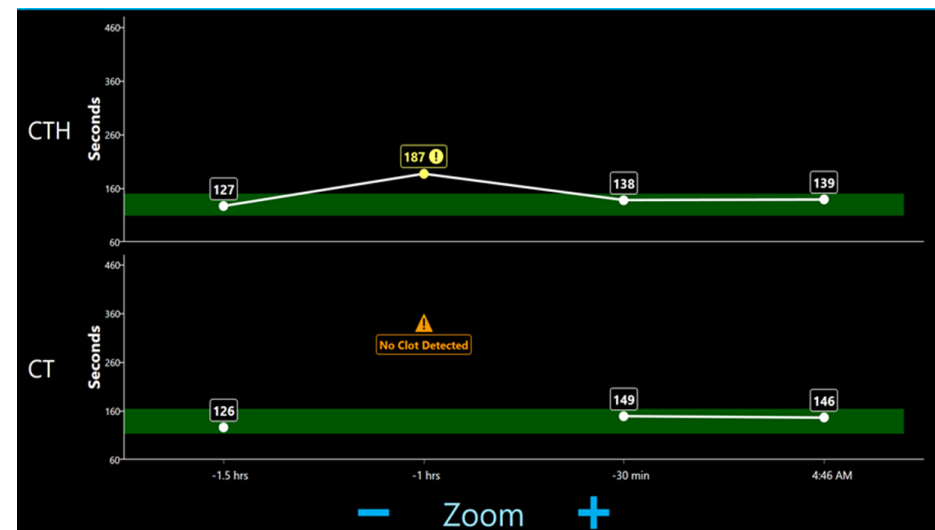 460
360
CTH
Seconds
260
187 !
160
127
138
139
60
460
360
No Clot Detected
CT
Seconds
260
160
126
149
146
60
-1.5 hrs
-1 hrs
-30 min
4:46 AM
− Zoom +